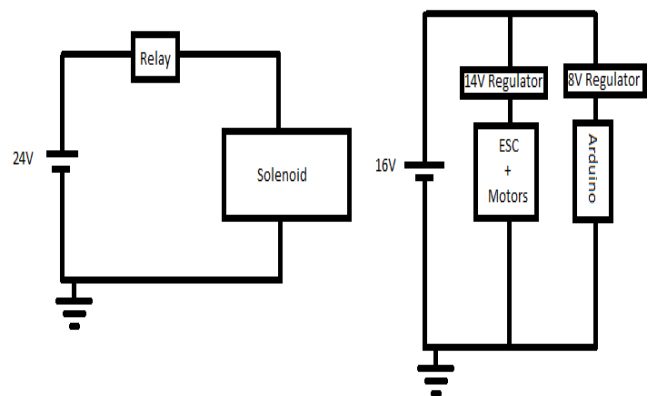 Relay
24V
Solenoid
14V Regulator
8V Regulator
16V
ESC
+
Motors
Arduino